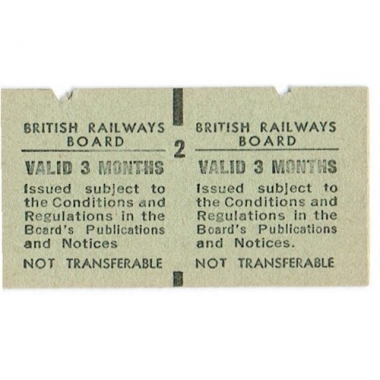 BRITISH RAILWAYS
BOARD
VALID 3 MONTHS
Issued subject to
the Conditions and
Regulations in the
Board's Publications
and Notices
NOT TRANSFERABLE
2
BRITISH RAILWAYS
BOARD
VALID 3 MONTHS
Issued subject to
the Conditions and
Regulations in the
Board's Publications
and Notices.
NOT TRANSFERABLE